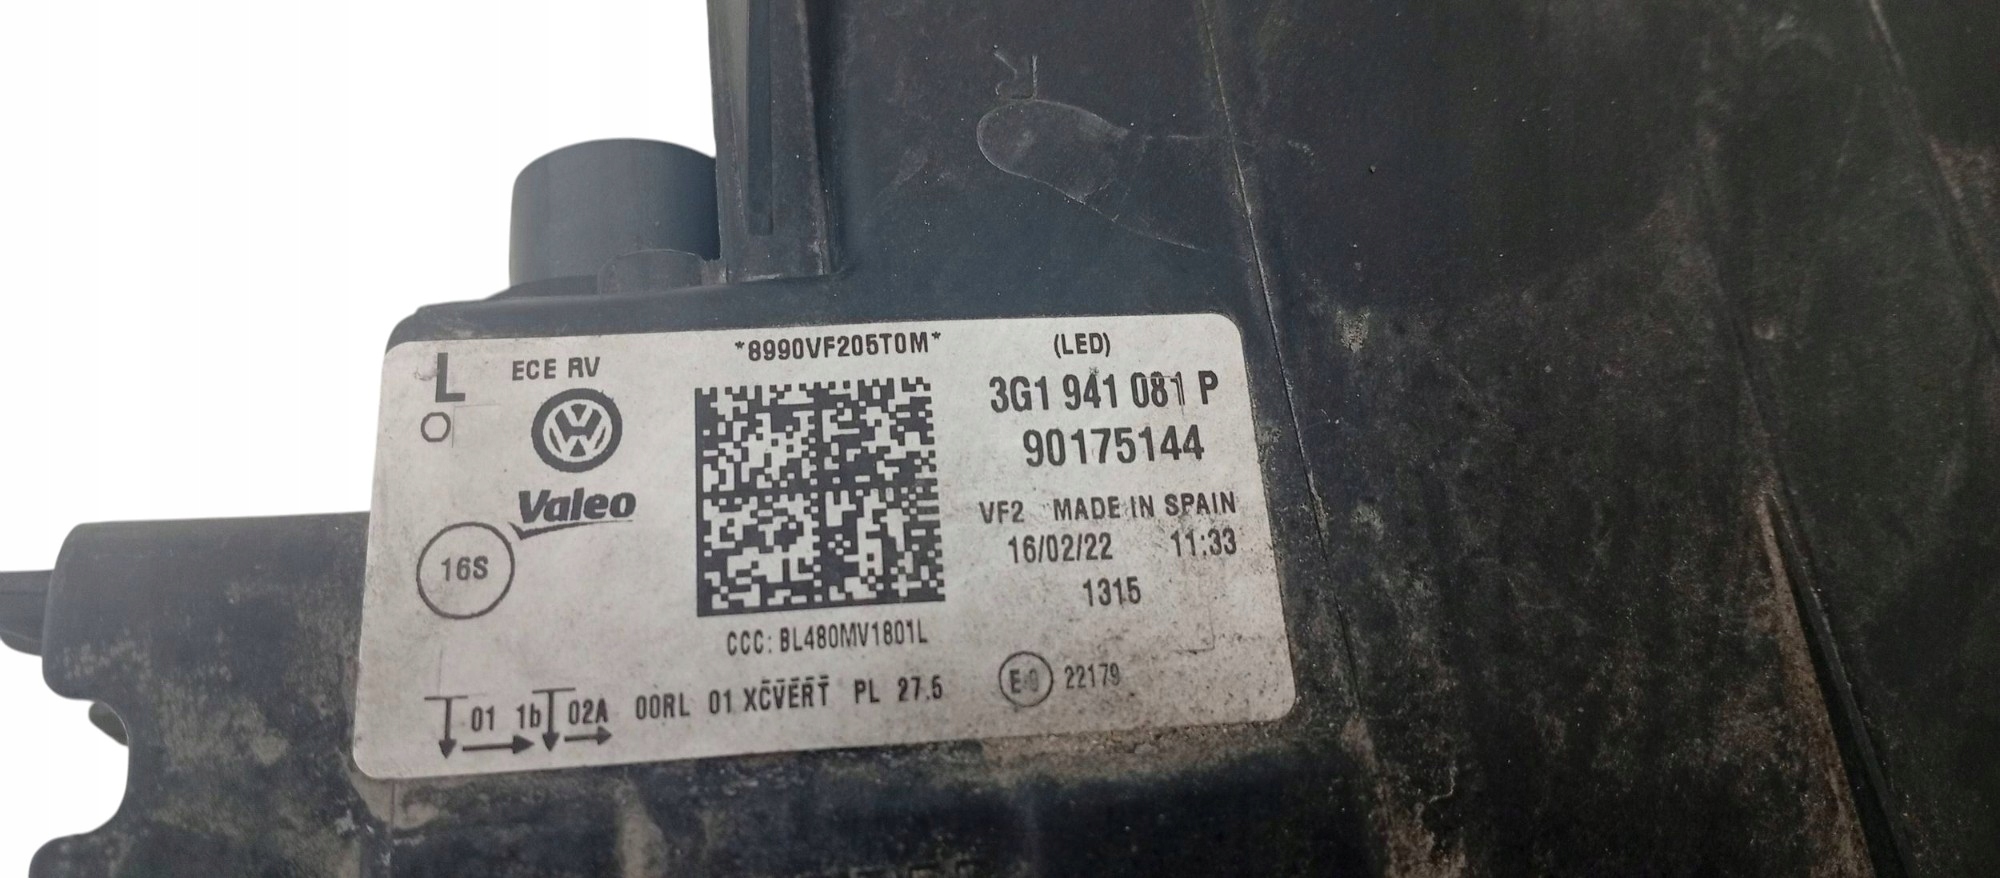 R
L
ECE RV
*8990VF205T0M*
(LED)
3G1 941 081 P
90175144
Valeo
16S
VF2 MADE IN SPAIN
16/02/22 11:33
1315
CCC: BL480MV1801L
01 1b 02A 00RL 01 XCVERT PL 27.5
22179